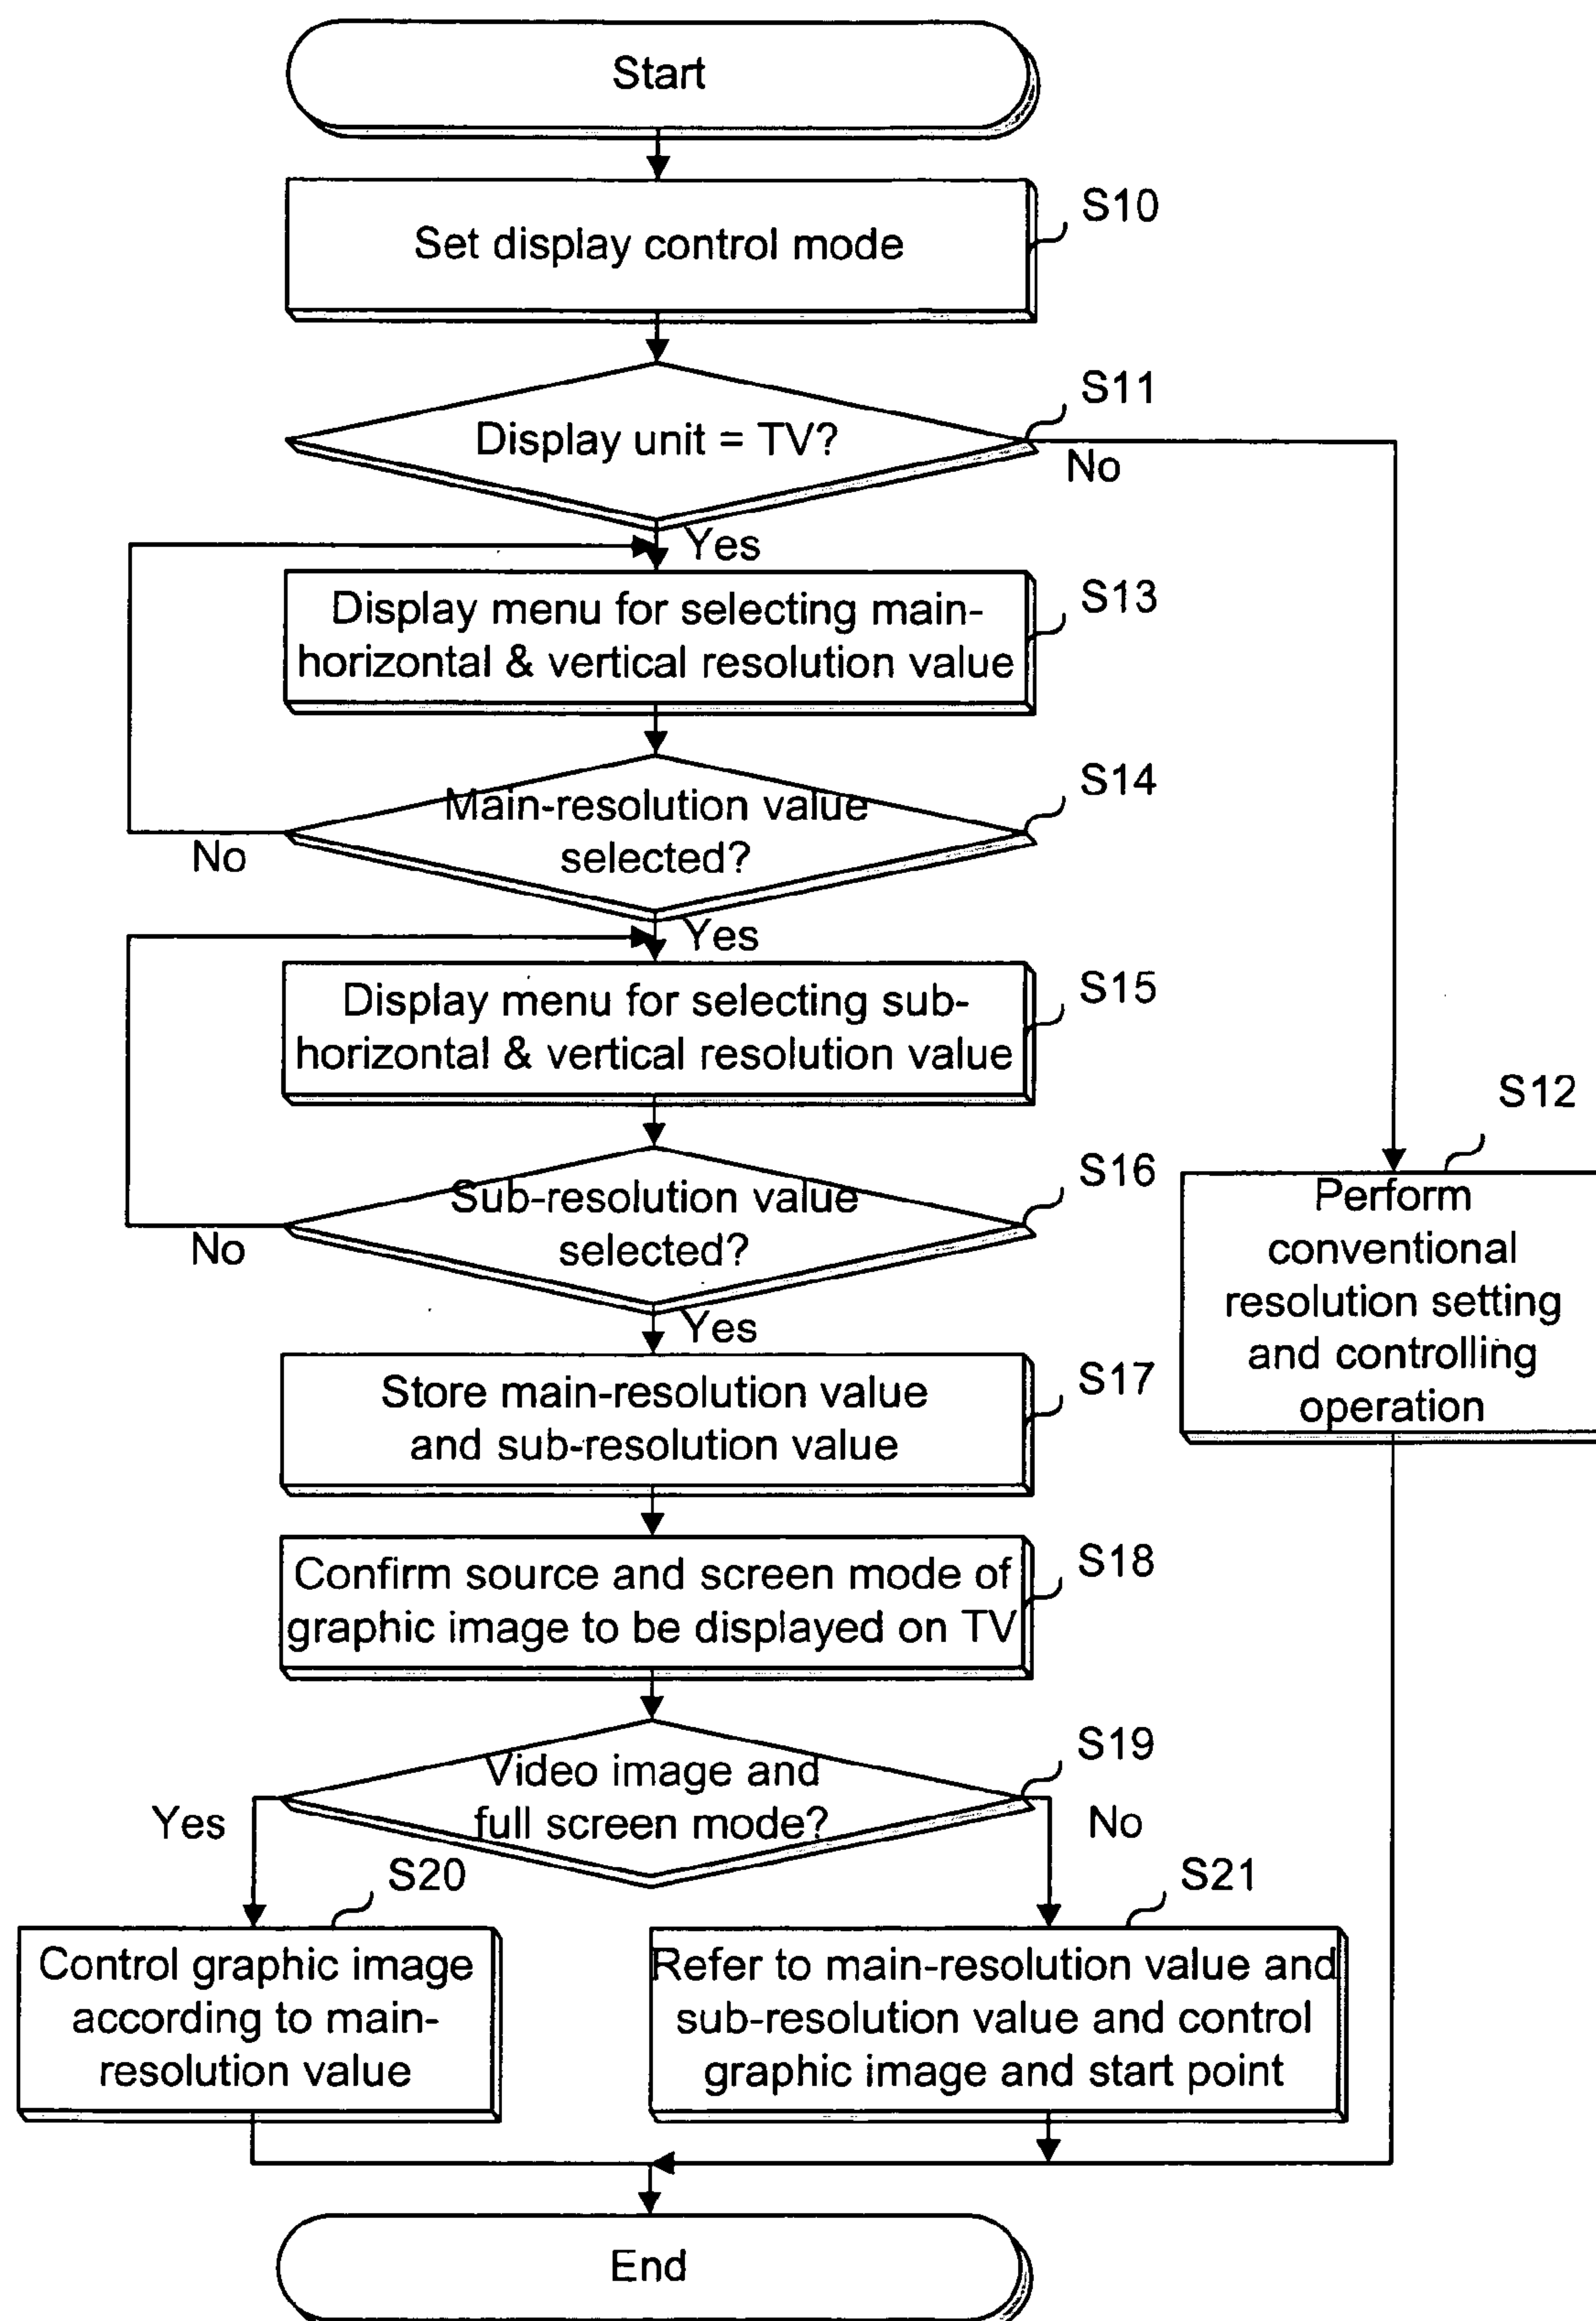 Start
S10
Set display control mode
S11
Display unit = TV?
No
Yes
S13
Display menu for selecting main-
horizontal & vertical resolution value
S14
Main-resolution value
selected?
No
Yes
S15
Display menu for selecting sub-
horizontal & vertical resolution value
S12
Perform
conventional
resolution setting
and controlling
operation
S16
Sub-resolution value
selected?
No
Yes
S17
Store main-resolution value
and sub-resolution value
S18
Confirm source and screen mode of
graphic image to be displayed on TV
S19
Video image and
full screen mode?
Yes
No
S20
Control graphic image
according to main-
resolution value
S21
Refer to main-resolution value and
sub-resolution value and control
graphic image and start point
End